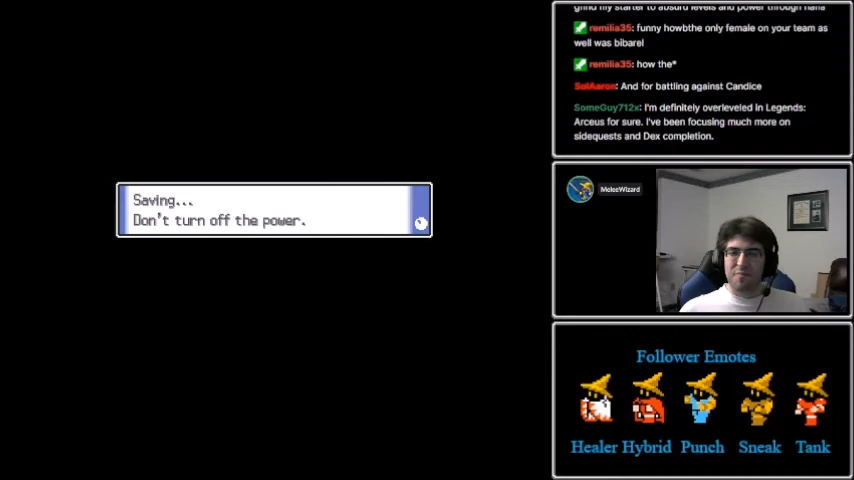 grind my starter to absurd levels and power through haha
remilia35: funny howbthe only female on your team as
well was bibarel
remilia35: how the*
SolAaron: And for battling against Candice
SomeGuy712x: I'm definitely overleveled in Legends:
Arceus for sure. I've been focusing much more on
sidequests and Dex completion.
Saving...
Don't turn off the power.
MeleeWizard
Follower Emotes
Healer Hybrid Punch Sneak Tank